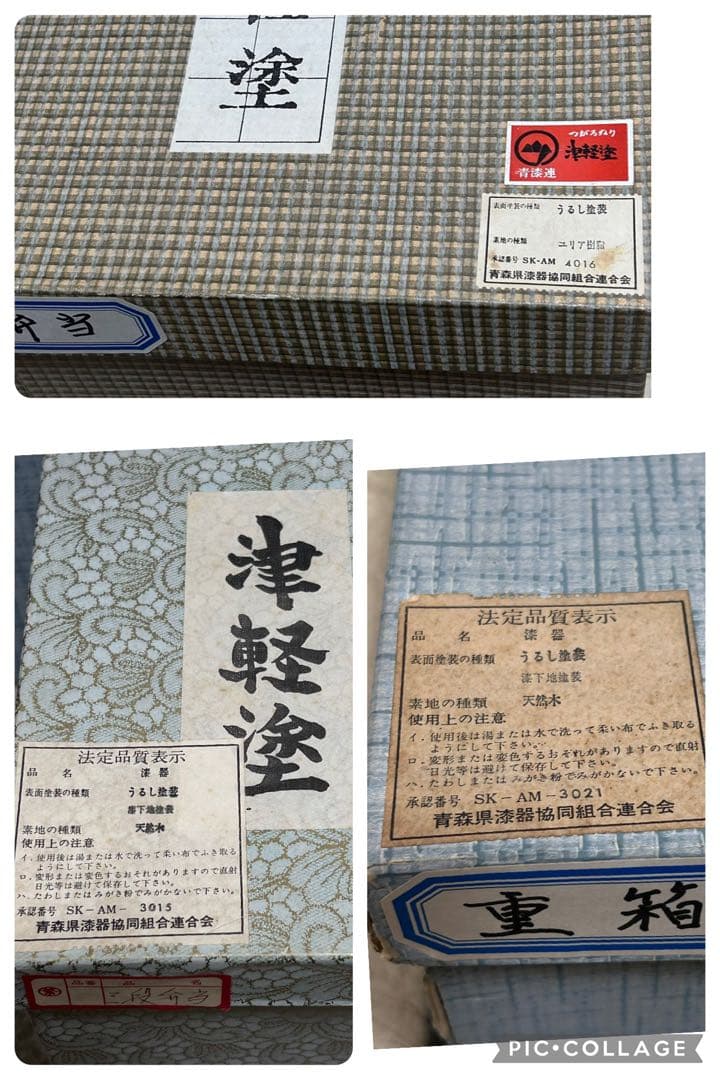 塗
つがるぬり
津軽塗
青漆連
表面塗装の種類 うるし塗装
素地の種類 ユリア樹脂
承認番号 SK-AM 4016
青森県漆器協同組合連合会
弁当
津軽塗
法定品質表示
品名 漆器
表面塗装の種類 うるし塗装
漆下地塗装
素地の種類 天然木
使用上の注意
イ.使用後は湯または水で洗って柔い布でふき取る
ようにして下さい。
ロ.変形または変色するおそれがありますので直射
日光等は避けて保存して下さい。
ハ.たわしまたはみがき粉でみがかないで下さい。
承認番号 SK-AM- 3015
青森県漆器協同組合連合会
品番 品名
二段弁当
法定品質表示
品名 漆器
表面塗装の種類 うるし塗装
漆下地塗装
素地の種類 天然木
使用上の注意
イ.使用後は湯または水で洗って柔い布でふき取る
ようにして下さい。
ロ.変形または変色するおそれがありますので直射
日光等は避けて保存して下さい。
ハ.たわしまたはみがき粉でみがかないで下さい。
承認番号 SK-AM-3021
青森県漆器協同組合連合会
重箱
PIC•COLLAGE